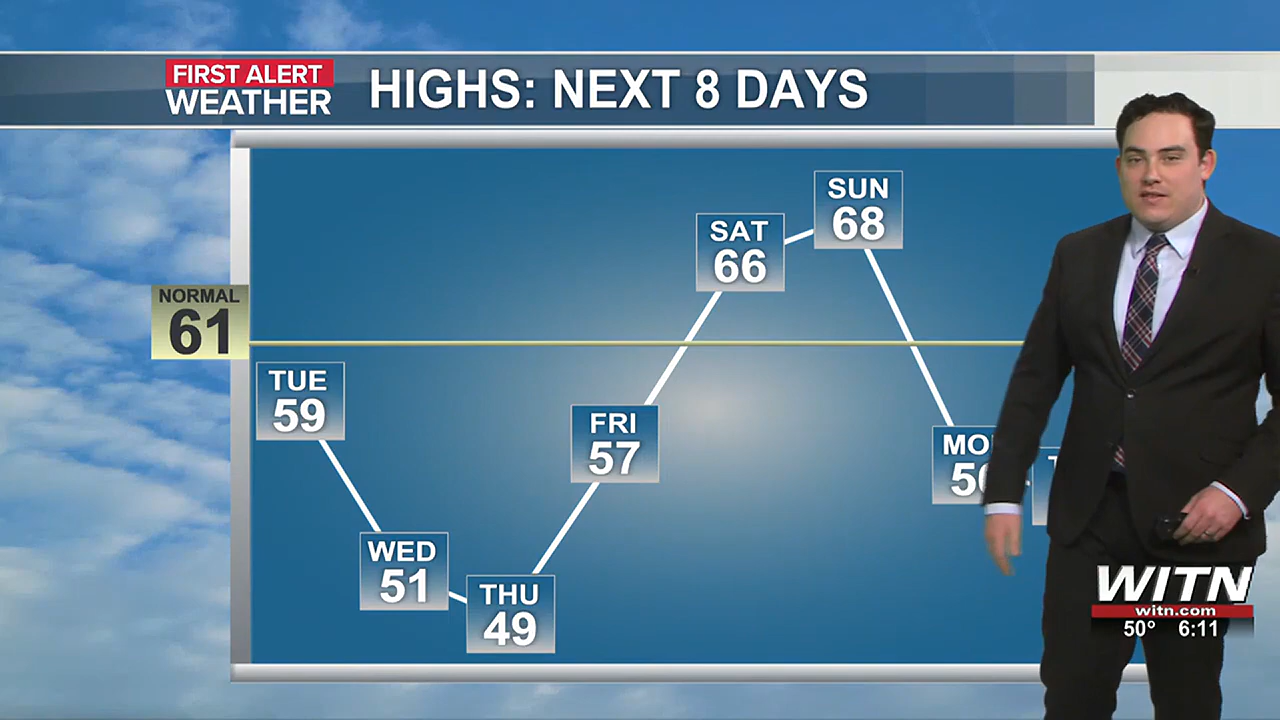 FIRST ALERT
WEATHER
HIGHS: NEXT 8 DAYS
NORMAL
61
TUE
59
WED
51
THU
49
FRI
57
SAT
66
SUN
68
WITN
witn.com
50° 6:11